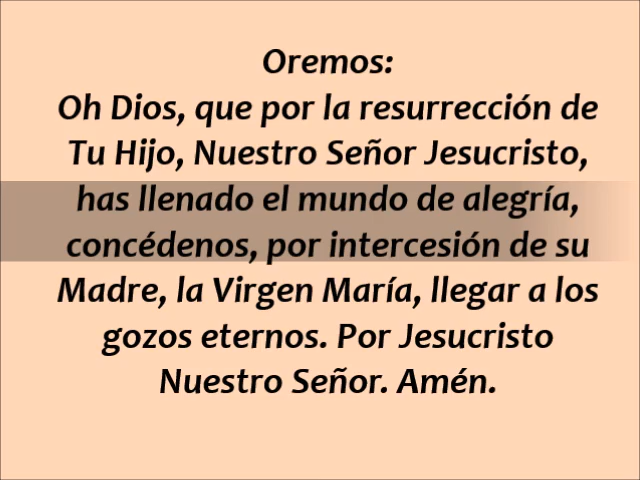 Oremos:
Oh Dios, que por la resurrección de
Tu Hijo, Nuestro Señor Jesucristo,
has llenado el mundo de alegría,
concédenos, por intercesión de su
Madre, la Virgen María, llegar a los
gozos eternos. Por Jesucristo
Nuestro Señor. Amén.